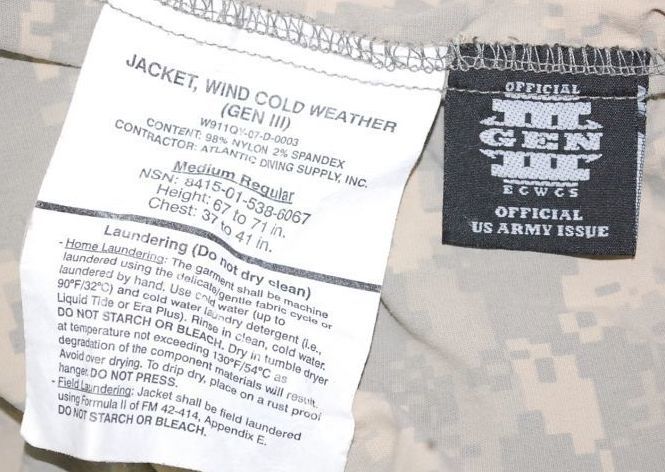 JACKET, WIND COLD WEATHER
(GEN III)
W911QY-07-D-0003
CONTENT: 98% NYLON 2% SPANDEX
CONTRACTOR: ATLANTIC DIVING SUPPLY, INC.
Medium Regular
NSN: 8415-01-538-6067
Height: 67 to 71 in.
Chest: 37 to 41 in.
Laundering (Do not dry clean)
- Home Laundering: The garment shall be machine
laundered using the delicate/gentle fabric cycle or
laundered by hand. Use cold water (up to
90°F/32°C) and cold water laundry detergent (i.e.,
Liquid Tide or Era Plus). Rinse in clean, cold water.
DO NOT STARCH OR BLEACH. Dry in tumble dryer
at temperature not exceeding 130°F/54°C as
degradation of the component materials will result.
Avoid over drying. To drip dry, place on a rust proof
hanger. DO NOT PRESS.
- Field Laundering: Jacket shall be field laundered
using Formula II of FM 42-414, Appendix E.
DO NOT STARCH OR BLEACH.
OFFICIAL
III
GEN
III
ECWCS
OFFICIAL
US ARMY ISSUE